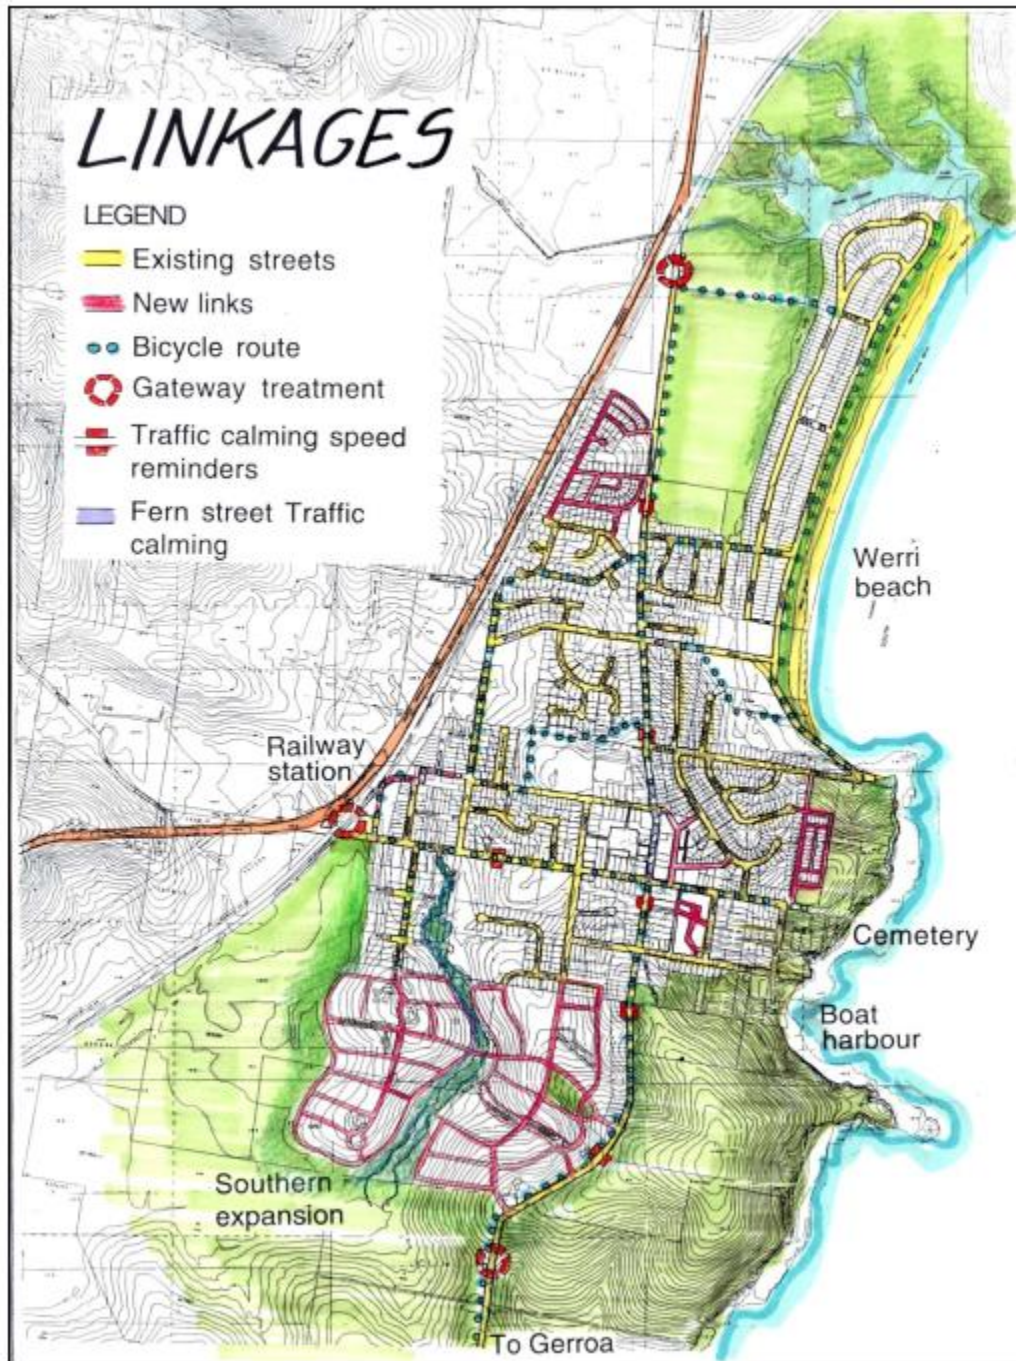 LINKAGES
LEGEND
Existing streets
New links
Bicycle route
Gateway treatment
Traffic calming speed
reminders
Fern street Traffic
calming
Werri
beach
Railway
station
Cemetery
Boat
harbour
Southern
expansion
To Gerroa